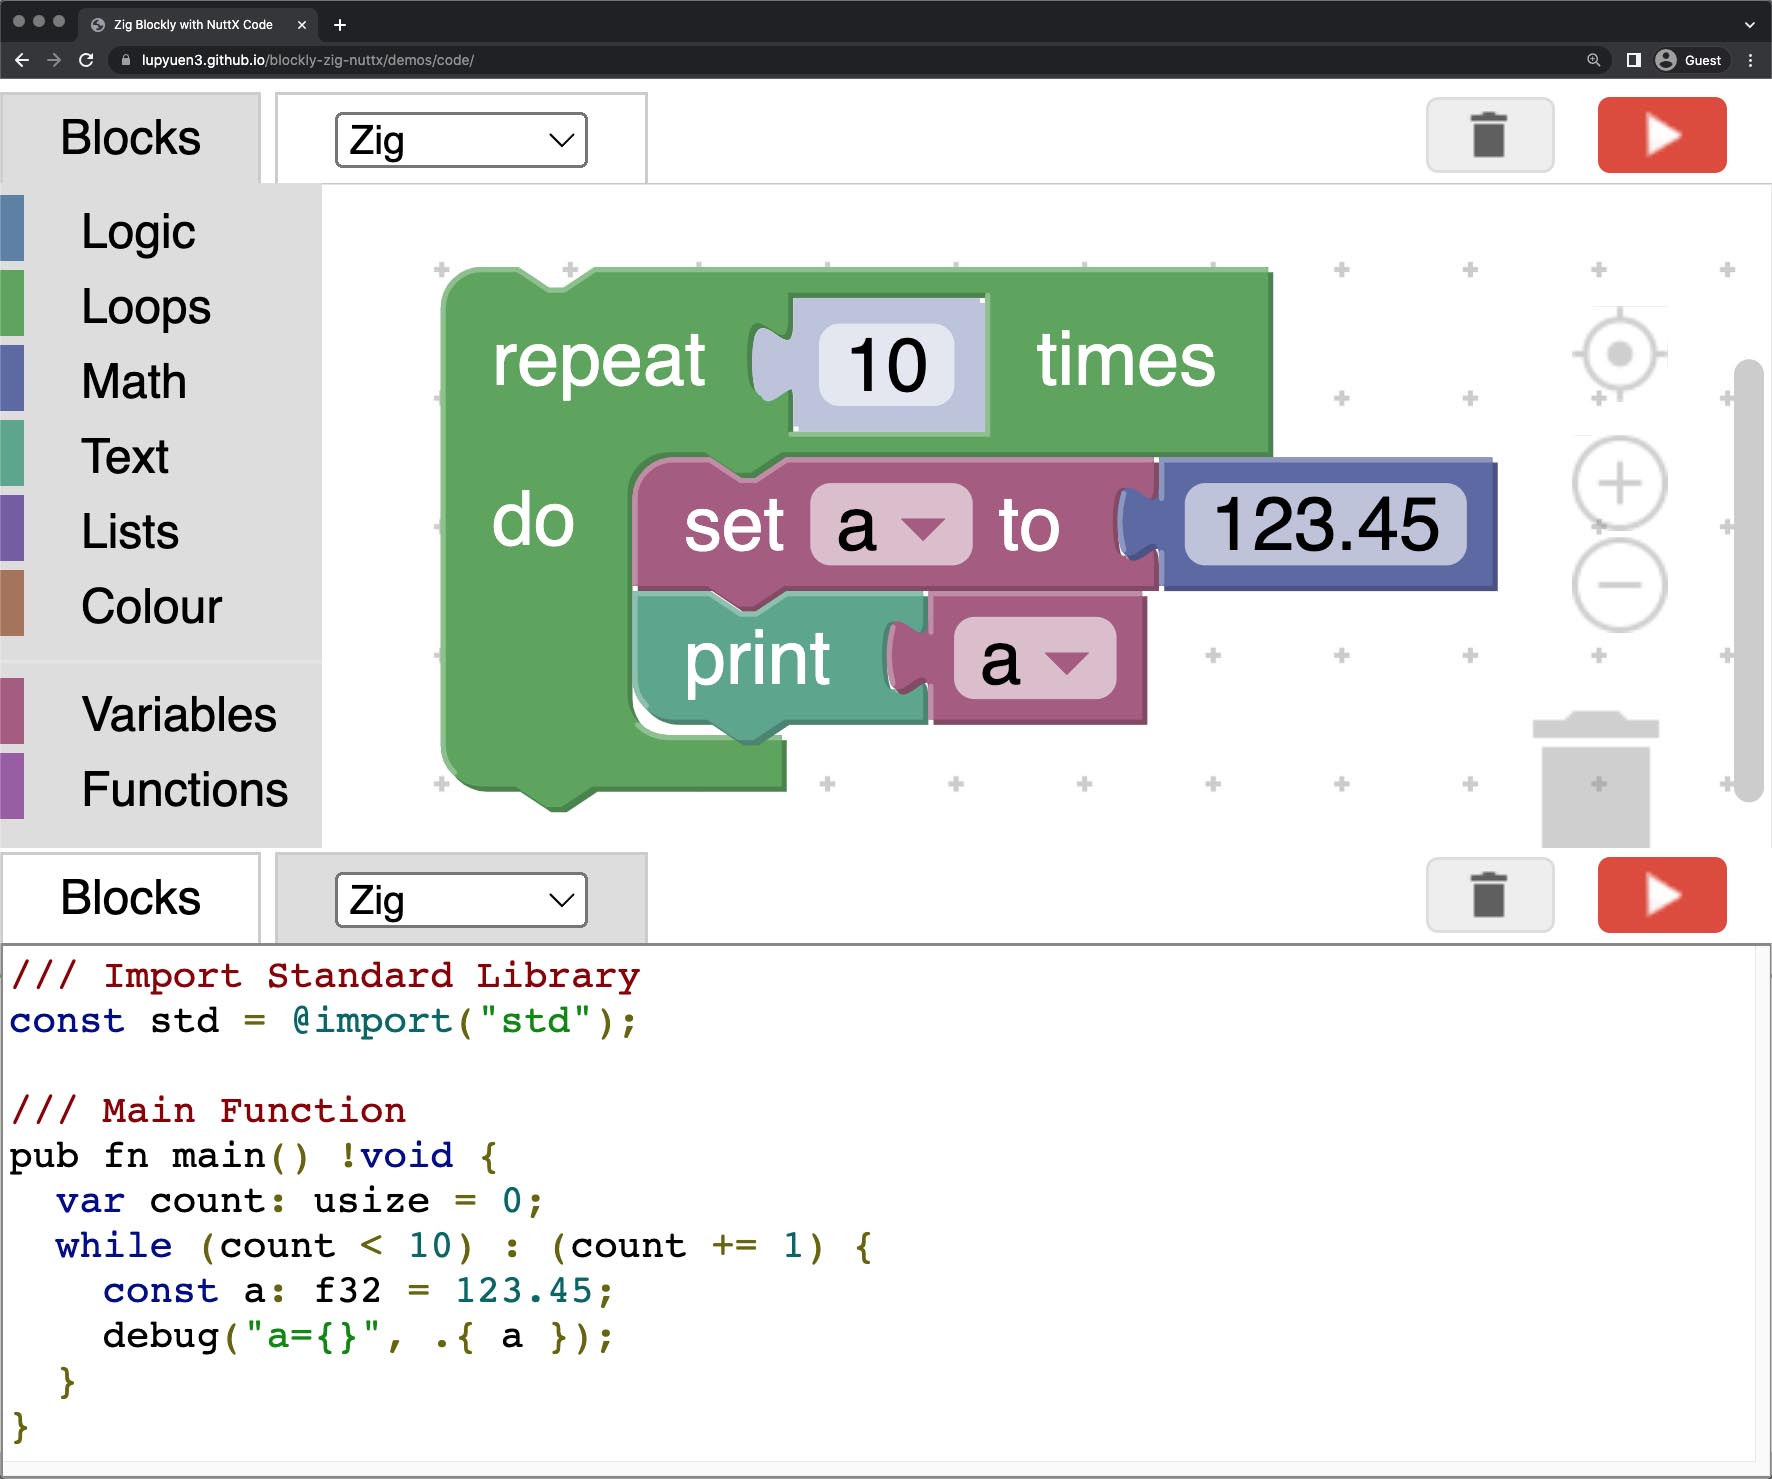 Zig Blockly with NuttX Code
lupyuen3.github.io/blockly-zig-nuttx/demos/code/
Guest
Blocks
Zig
Logic
Loops
Math
Text
Lists
Colour
Variables
Functions
repeat 10 times
do set a to 123.45
print a
Blocks
Zig
/// Import Standard Library
const std = @import("std");
/// Main Function
pub fn main() !void {
  var count: usize = 0;
  while (count < 10) : (count += 1) {
    const a: f32 = 123.45;
    debug("a={}", .{ a });
  }
}